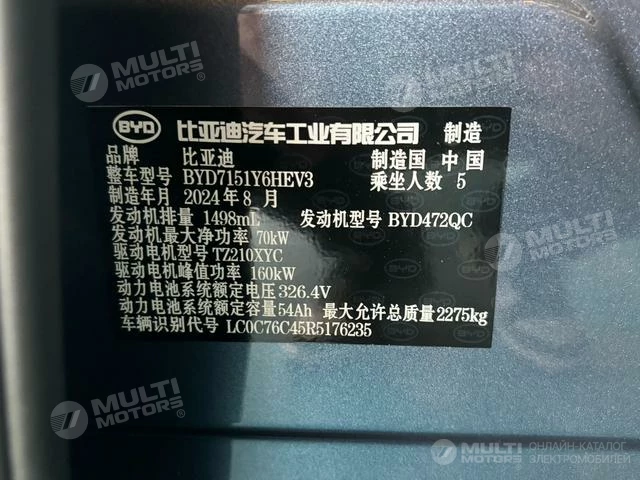 MULTI MOTORS®
MULTI MOTORS®
BYD 比亚迪汽车工业有限公司 制造
品牌 比亚迪 制造国 中国
整车型号 BYD7151Y6HEV3 乘坐人数 5
制造年月 2024年8月
发动机排量 1498mL 发动机型号 BYD472QC
发动机最大净功率 70kW
驱动电机型号 TZ210XYC
驱动电机峰值功率 160kW
动力电池系统额定电压 326.4V
动力电池系统额定容量 54Ah 最大允许总质量 2275kg
车辆识别代号 LC0C76C45R5176235
BYD
BYD
MULTI MOTORS®
MULTI MOTORS®
MULTI MOTORS®
ОНЛАЙН-КАТАЛОГ
ЭЛЕКТРОМОБИЛЕЙ